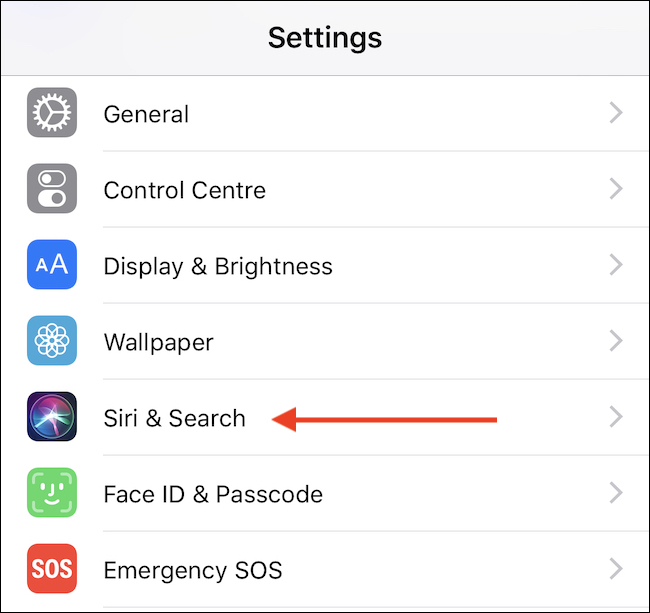 Settings
General
Control Centre
AA Display & Brightness
Wallpaper
Siri & Search
Face ID & Passcode
SOS Emergency SOS